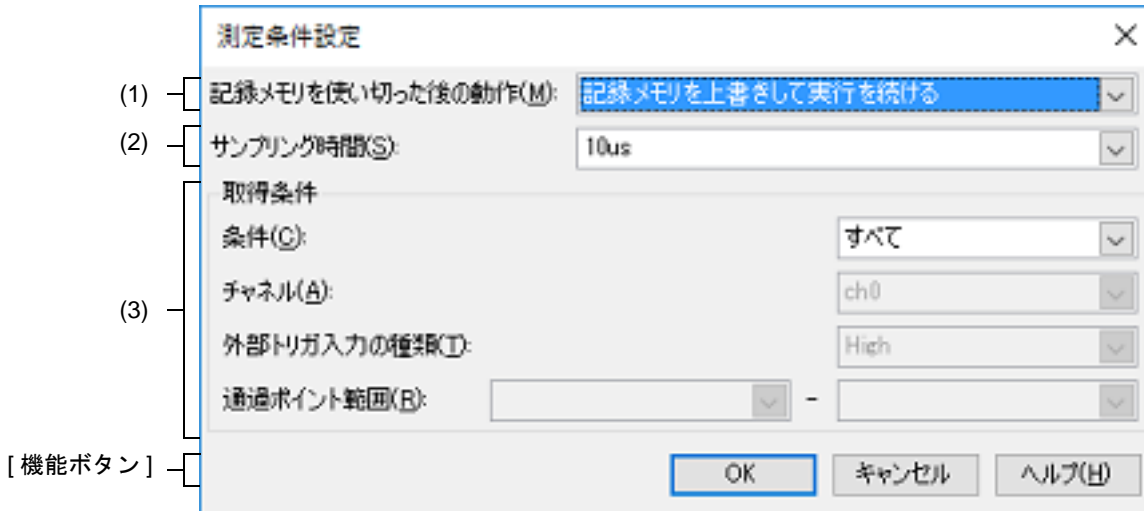 測定条件設定
(1) 記録メモリを使い切った後の動作(M): 記録メモリを上書きして実行を続ける
(2) サンプリング時間(S): 10us
取得条件
条件(C): すべて
チャネル(A): ch0
(3)
外部トリガ入力の種類(T): High
通過ポイント範囲(R): -
[ 機能ボタン ] OK キャンセル ヘルプ(H)